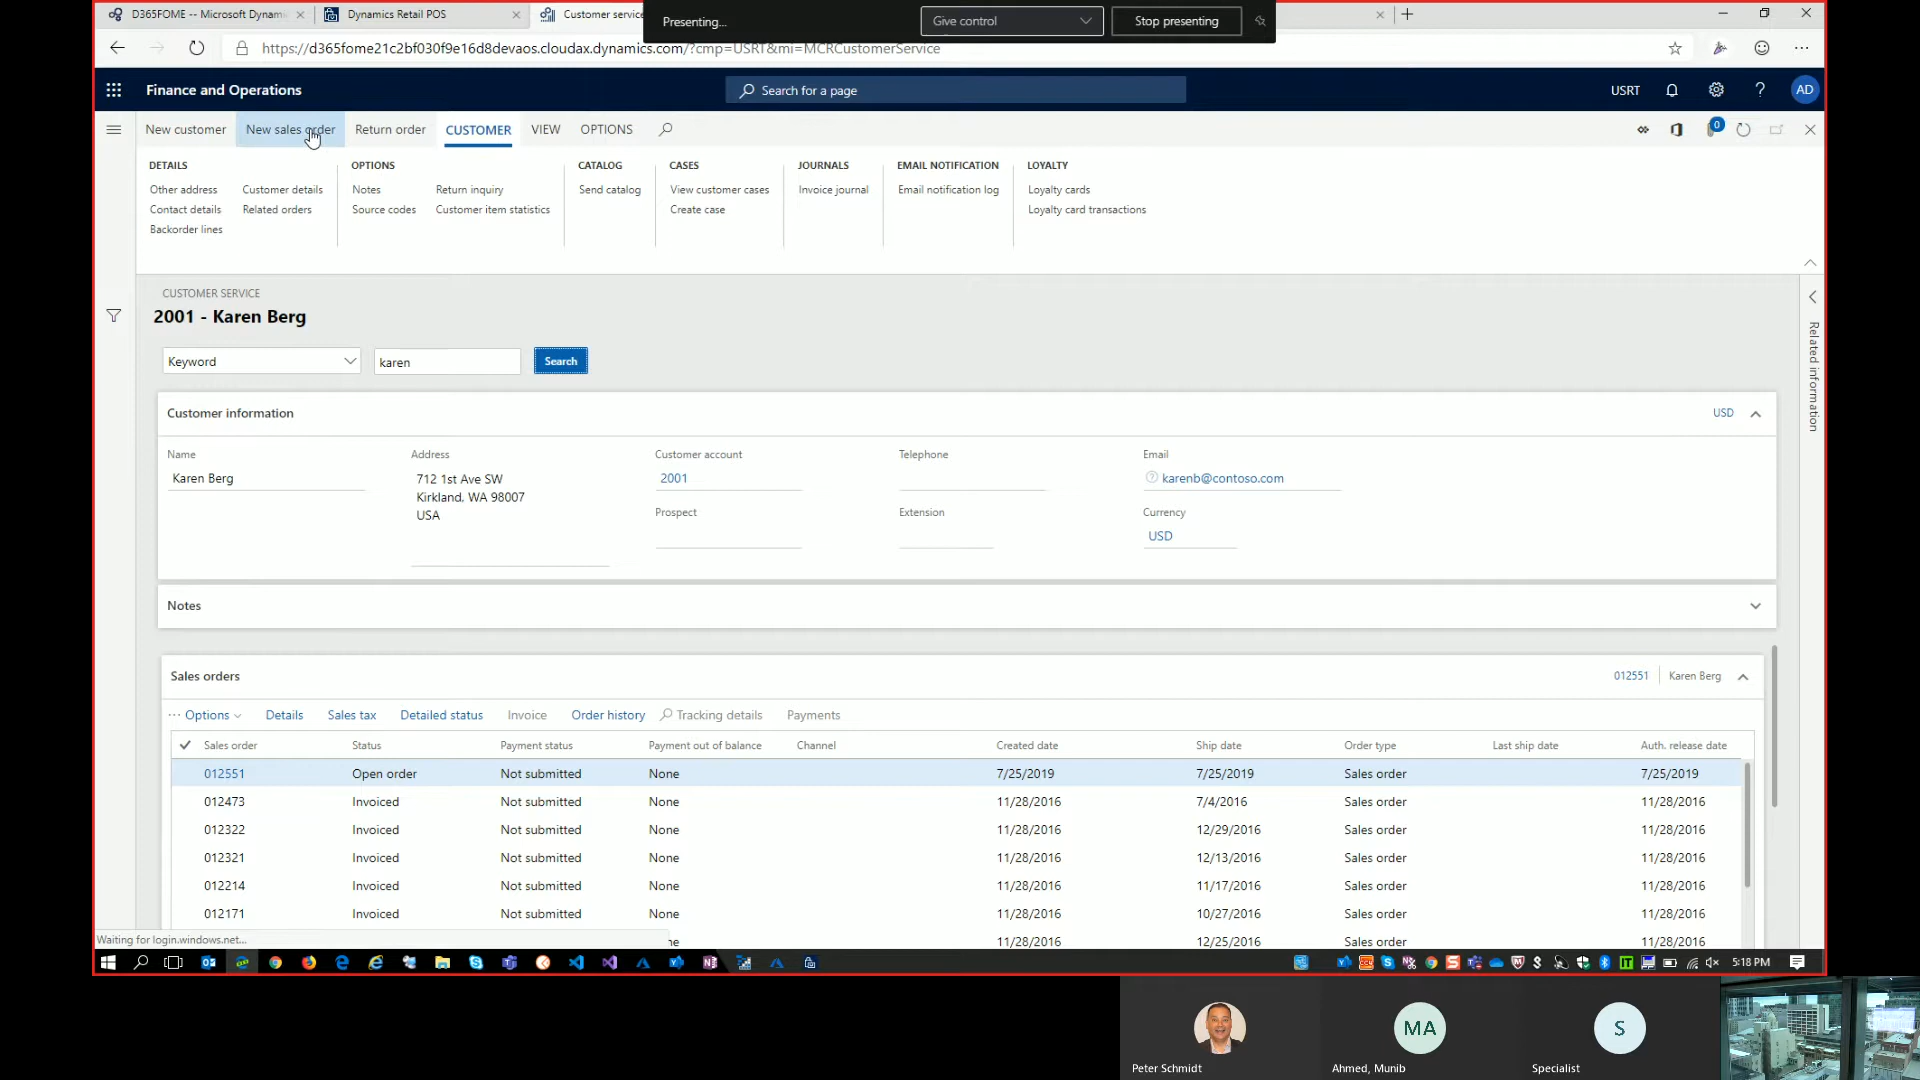 D365FOME -- Microsoft Dynam
Dynamics Retail POS
Customer service
Presenting...
Give control
Stop presenting
https://d365fome21c2bf030f9e16d8devaos.cloudax.dynamics.com/?cmp=USRT&mi=MCRCustomerService
Finance and Operations
Search for a page
USRT
AD
New customer
New sales order
Return order
CUSTOMER
VIEW
OPTIONS
0
DETAILS
Other address
Contact details
Backorder lines
Customer details
Related orders
OPTIONS
Notes
Source codes
Return inquiry
Customer item statistics
CATALOG
Send catalog
CASES
View customer cases
Create case
JOURNALS
Invoice journal
EMAIL NOTIFICATION
Email notification log
LOYALTY
Loyalty cards
Loyalty card transactions
CUSTOMER SERVICE
2001 - Karen Berg
Keyword
karen
Search
Related information
Customer information
USD
Name
Karen Berg
Address
712 1st Ave SW
Kirkland, WA 98007
USA
Customer account
2001
Prospect
Telephone
Extension
Email
karenb@contoso.com
Currency
USD
Notes
Sales orders
012551 Karen Berg
Options Details Sales tax Detailed status Invoice Order history Tracking details Payments
Sales order Status Payment status Payment out of balance Channel Created date Ship date Order type Last ship date Auth. release date
012551 Open order Not submitted None 7/25/2019 7/25/2019 Sales order 7/25/2019
012473 Invoiced Not submitted None 11/28/2016 7/4/2016 Sales order 11/28/2016
012322 Invoiced Not submitted None 11/28/2016 12/29/2016 Sales order 11/28/2016
012321 Invoiced Not submitted None 11/28/2016 12/13/2016 Sales order 11/28/2016
012214 Invoiced Not submitted None 11/28/2016 11/17/2016 Sales order 11/28/2016
012171 Invoiced Not submitted None 11/28/2016 10/27/2016 Sales order 11/28/2016
ne 11/28/2016 12/25/2016 Sales order 11/28/2016
Waiting for login.windows.net...
5:18 PM
MA
S
Peter Schmidt
Ahmed, Munib
Specialist